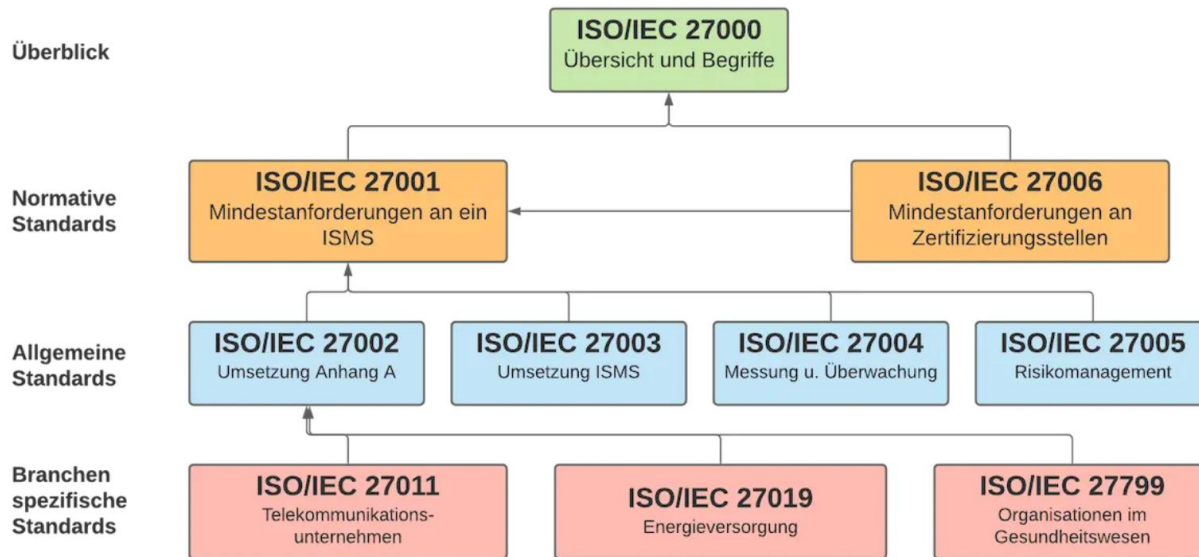 Überblick
ISO/IEC 27000
Übersicht und Begriffe
Normative
Standards
ISO/IEC 27001
Mindestanforderungen an ein
ISMS
ISO/IEC 27006
Mindestanforderungen an
Zertifizierungsstellen
Allgemeine
Standards
ISO/IEC 27002
Umsetzung Anhang A
ISO/IEC 27003
Umsetzung ISMS
ISO/IEC 27004
Messung u. Überwachung
ISO/IEC 27005
Risikomanagement
Branchen
spezifische
Standards
ISO/IEC 27011
Telekommunikations-
unternehmen
ISO/IEC 27019
Energieversorgung
ISO/IEC 27799
Organisationen im
Gesundheitswesen